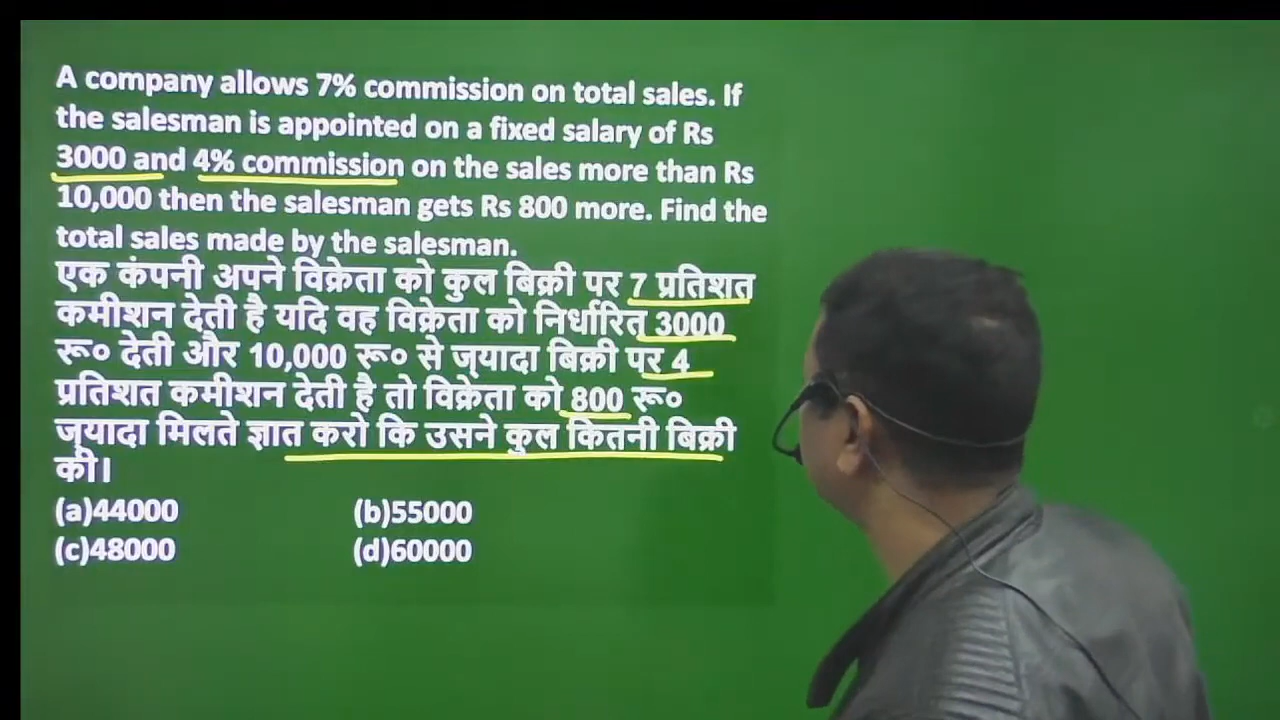 A company allows 7% commission on total sales. If
the salesman is appointed on a fixed salary of Rs
3000 and 4% commission on the sales more than Rs
10,000 then the salesman gets Rs 800 more. Find the
total sales made by the salesman.
एक कंपनी अपने विक्रेता को कुल बिक्री पर 7 प्रतिशत
कमीशन देती है यदि वह विक्रेता को निर्धारित 3000
रू० देती और 10,000 रू० से ज्यादा बिक्री पर 4
प्रतिशत कमीशन देती है तो विक्रेता को 800 रू०
ज्यादा मिलते ज्ञात करो कि उसने कुल कितनी बिक्री
की।
(a)44000 (b)55000
(c)48000 (d)60000